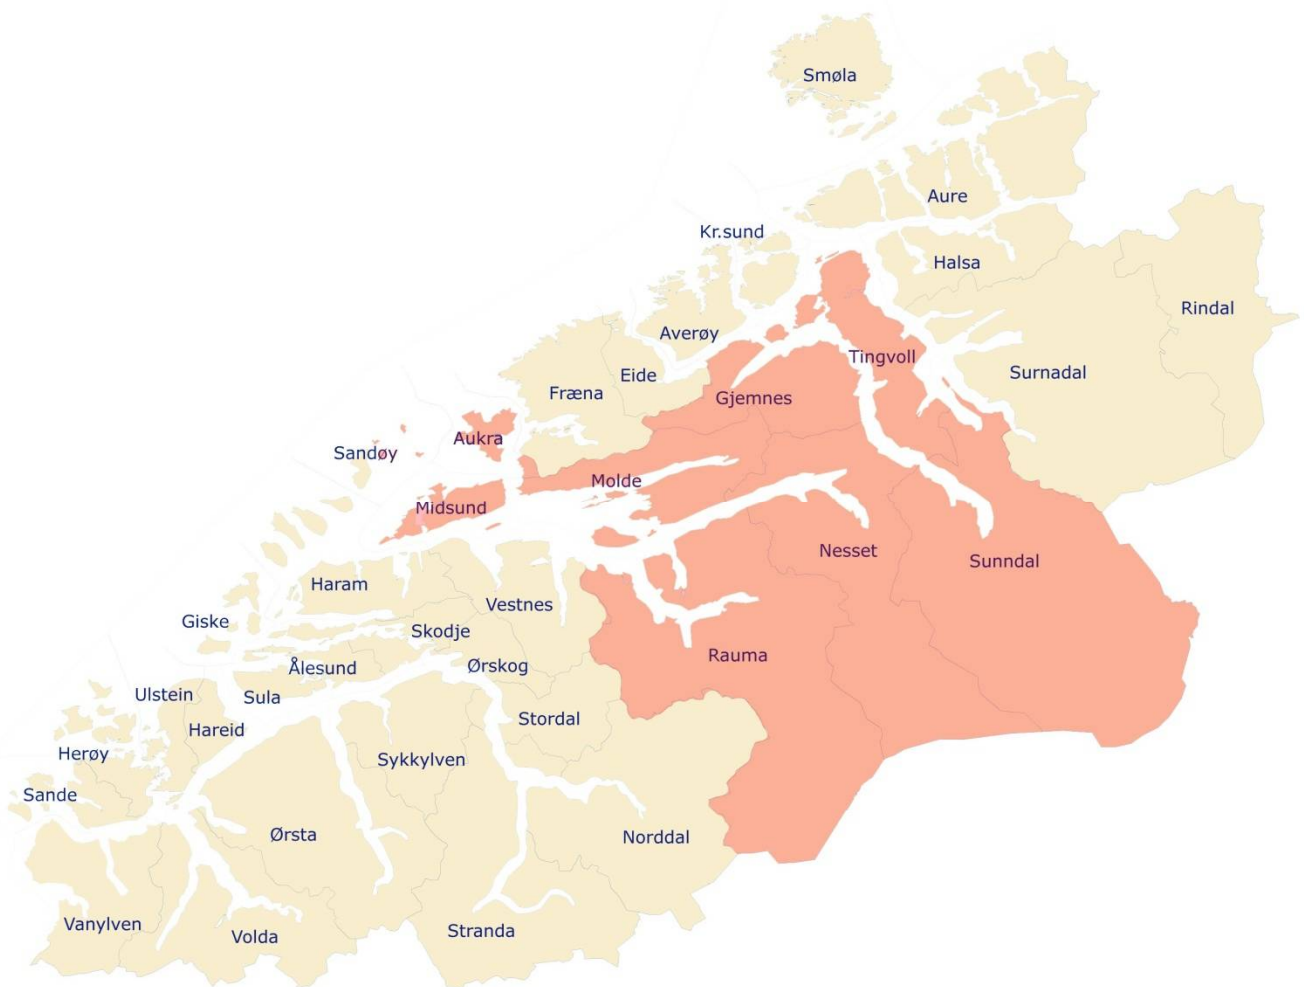 Smøla
Aure
Kr.sund
Halsa
Rindal
Averøy
Tingvoll
Surnadal
Eide
Fræna
Gjemnes
Aukra
Sandøy
Molde
Midsund
Nesset
Sunndal
Haram
Vestnes
Giske
Skodje
Rauma
Ålesund
Ørskog
Ulstein
Sula
Stordal
Hareid
Herøy
Sykkylven
Sande
Ørsta
Norddal
Vanylven
Volda
Stranda